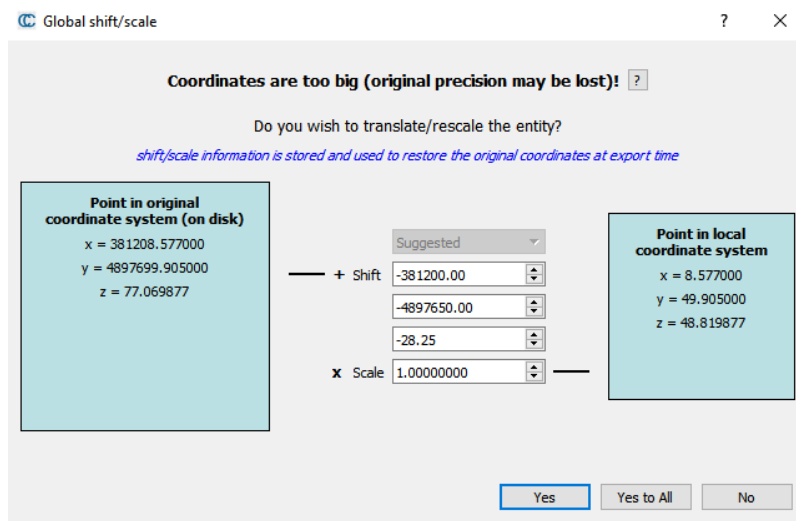 Global shift/scale
?
Coordinates are too big (original precision may be lost)! ?
Do you wish to translate/rescale the entity?
shift/scale information is stored and used to restore the original coordinates at export time
Point in original
coordinate system (on disk)
x = 381208.577000
y = 4897699.905000
z = 77.069877
Suggested
+ Shift -381200.00
-4897650.00
-28.25
x Scale 1.00000000
Point in local
coordinate system
x = 8.577000
y = 49.905000
z = 48.819877
Yes Yes to All No